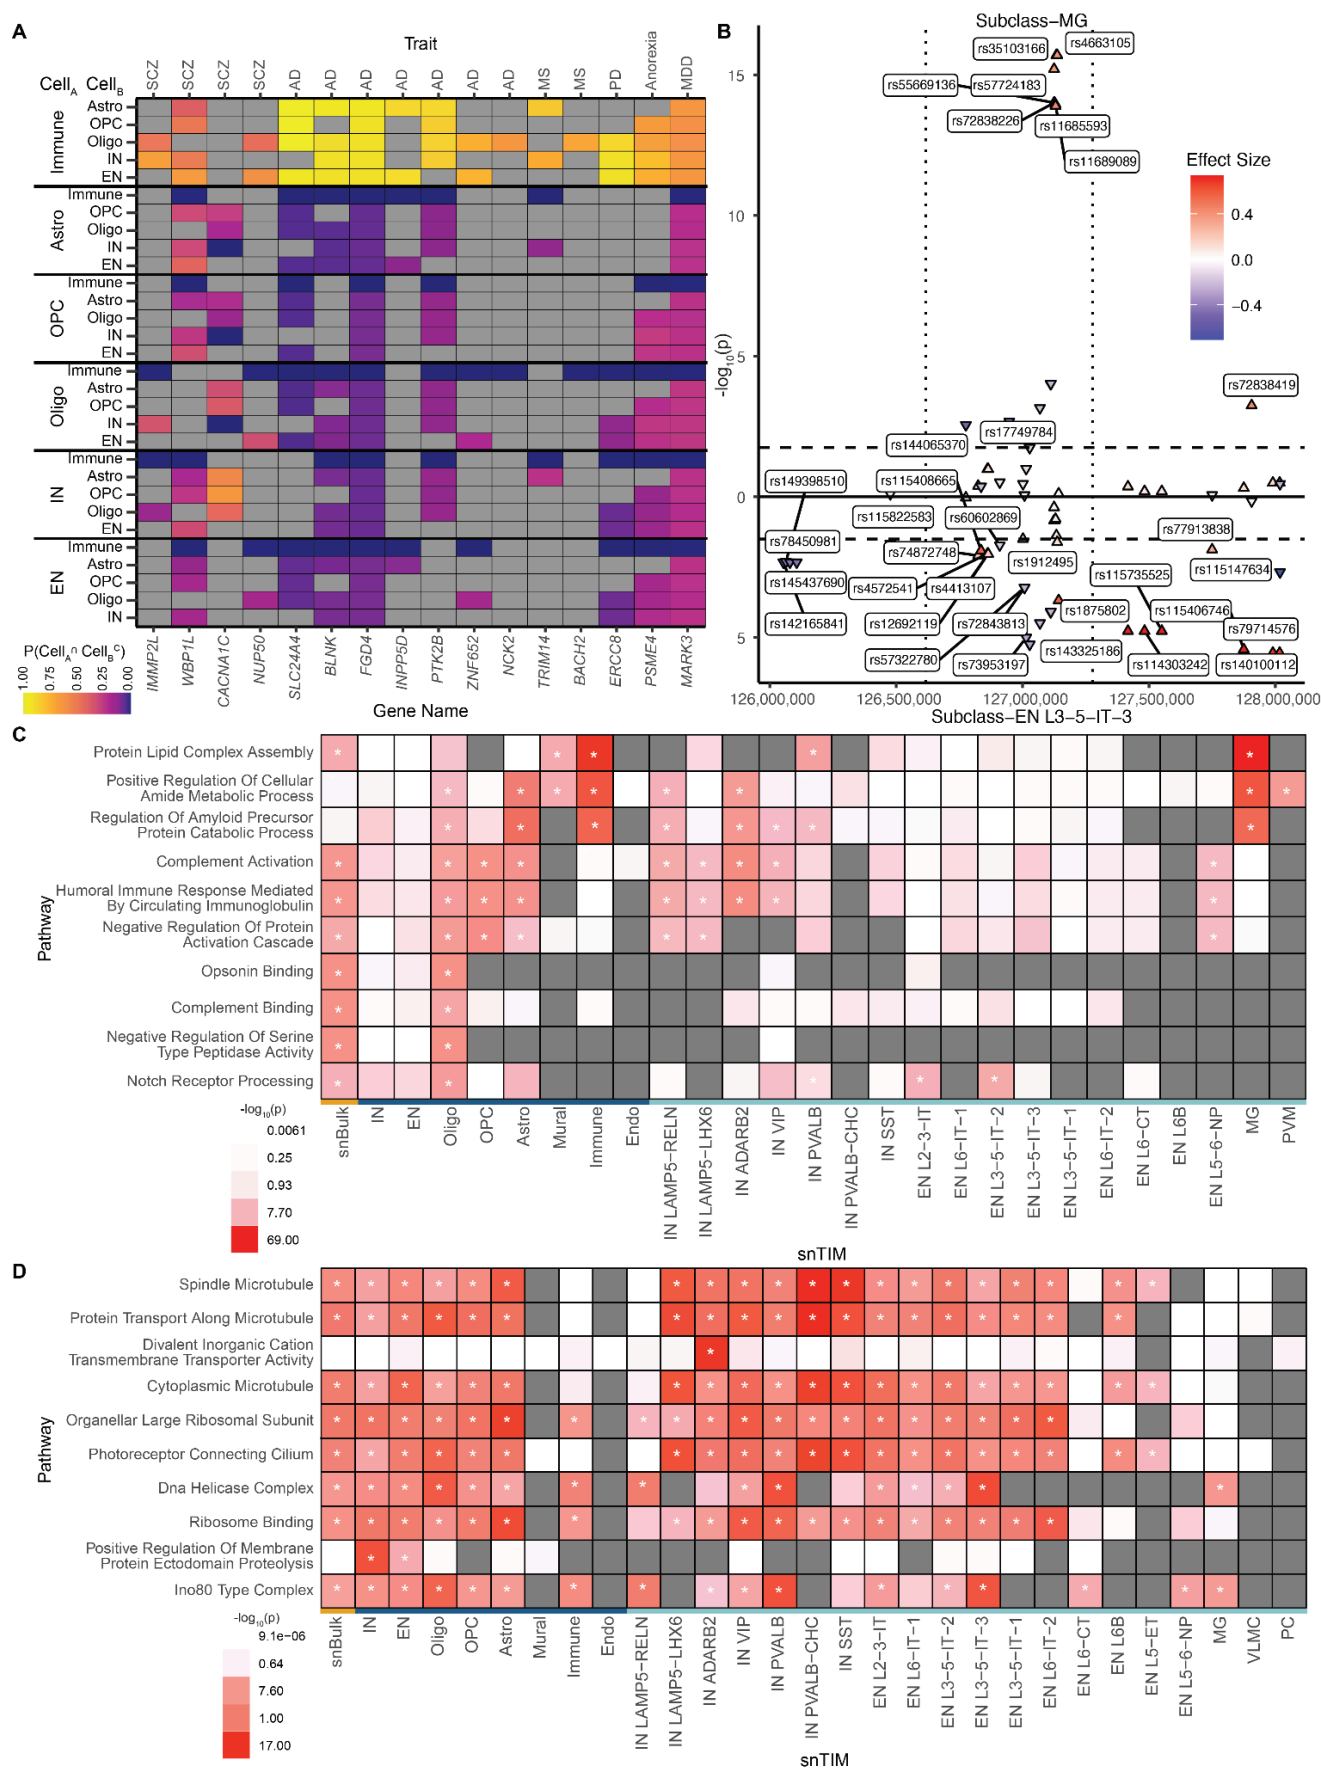 A
Trait
SCZ SCZ SCZ SCZ AD AD AD AD AD AD AD MS MS PD Anorexia MDD
CellA CellB
Immune
Astro
OPC
Oligo
IN
EN
Astro
Immune
OPC
Oligo
IN
EN
OPC
Immune
Astro
Oligo
IN
EN
Oligo
Immune
Astro
OPC
IN
EN
IN
Immune
Astro
OPC
Oligo
EN
EN
Immune
Astro
OPC
Oligo
IN
P(CellA∩ CellBC)
1.00 0.75 0.50 0.25 0.00
IMMP2L WBP1L CACNA1C NUP50 SLC24A4 BLNK FGD4 INPP5D PTK2B ZNF652 NCK2 TRIM14 BACH2 ERCC8 PSME4 MARK3
Gene Name
B
Subclass−MG
-log10(p)
15
10
5
0
5
rs35103166
rs4663105
rs55669136
rs57724183
rs72838226
rs11685593
rs11689089
Effect Size
0.4
0.0
−0.4
rs72838419
rs17749784
rs144065370
rs149398510
rs115408665
rs115822583
rs60602869
rs77913838
rs78450981
rs74872748
rs1912495
rs115735525
rs115147634
rs145437690
rs4572541
rs4413107
rs1875802
rs115406746
rs142165841
rs12692119
rs72843813
rs79714576
rs57322780
rs73953197
rs143325186
rs114303242
rs140100112
126,000,000 126,500,000 127,000,000 127,500,000 128,000,000
Subclass−EN L3−5−IT−3
C
Pathway
Protein Lipid Complex Assembly
Positive Regulation Of Cellular
Amide Metabolic Process
Regulation Of Amyloid Precursor
Protein Catabolic Process
Complement Activation
Humoral Immune Response Mediated
By Circulating Immunoglobulin
Negative Regulation Of Protein
Activation Cascade
Opsonin Binding
Complement Binding
Negative Regulation Of Serine
Type Peptidase Activity
Notch Receptor Processing
-log10(p)
0.0061
0.25
0.93
7.70
69.00
snBulk IN EN Oligo OPC Astro Mural Immune Endo IN LAMP5−RELN IN LAMP5−LHX6 IN ADARB2 IN VIP IN PVALB IN PVALB−CHC IN SST EN L2−3−IT EN L6−IT−1 EN L3−5−IT−2 EN L3−5−IT−3 EN L3−5−IT−1 EN L6−IT−2 EN L6−CT EN L6B EN L5−6−NP MG PVM
snTIM
D
Pathway
Spindle Microtubule
Protein Transport Along Microtubule
Divalent Inorganic Cation
Transmembrane Transporter Activity
Cytoplasmic Microtubule
Organellar Large Ribosomal Subunit
Photoreceptor Connecting Cilium
Dna Helicase Complex
Ribosome Binding
Positive Regulation Of Membrane
Protein Ectodomain Proteolysis
Ino80 Type Complex
-log10(p)
9.1e−06
0.64
7.60
1.00
17.00
snBulk IN EN Oligo OPC Astro Mural Immune Endo IN LAMP5−RELN IN LAMP5−LHX6 IN ADARB2 IN VIP IN PVALB IN PVALB−CHC IN SST EN L2−3−IT EN L6−IT−1 EN L3−5−IT−2 EN L3−5−IT−3 EN L3−5−IT−1 EN L6−IT−2 EN L6−CT EN L6B EN L5−ET EN L5−6−NP MG VLMC PC
snTIM